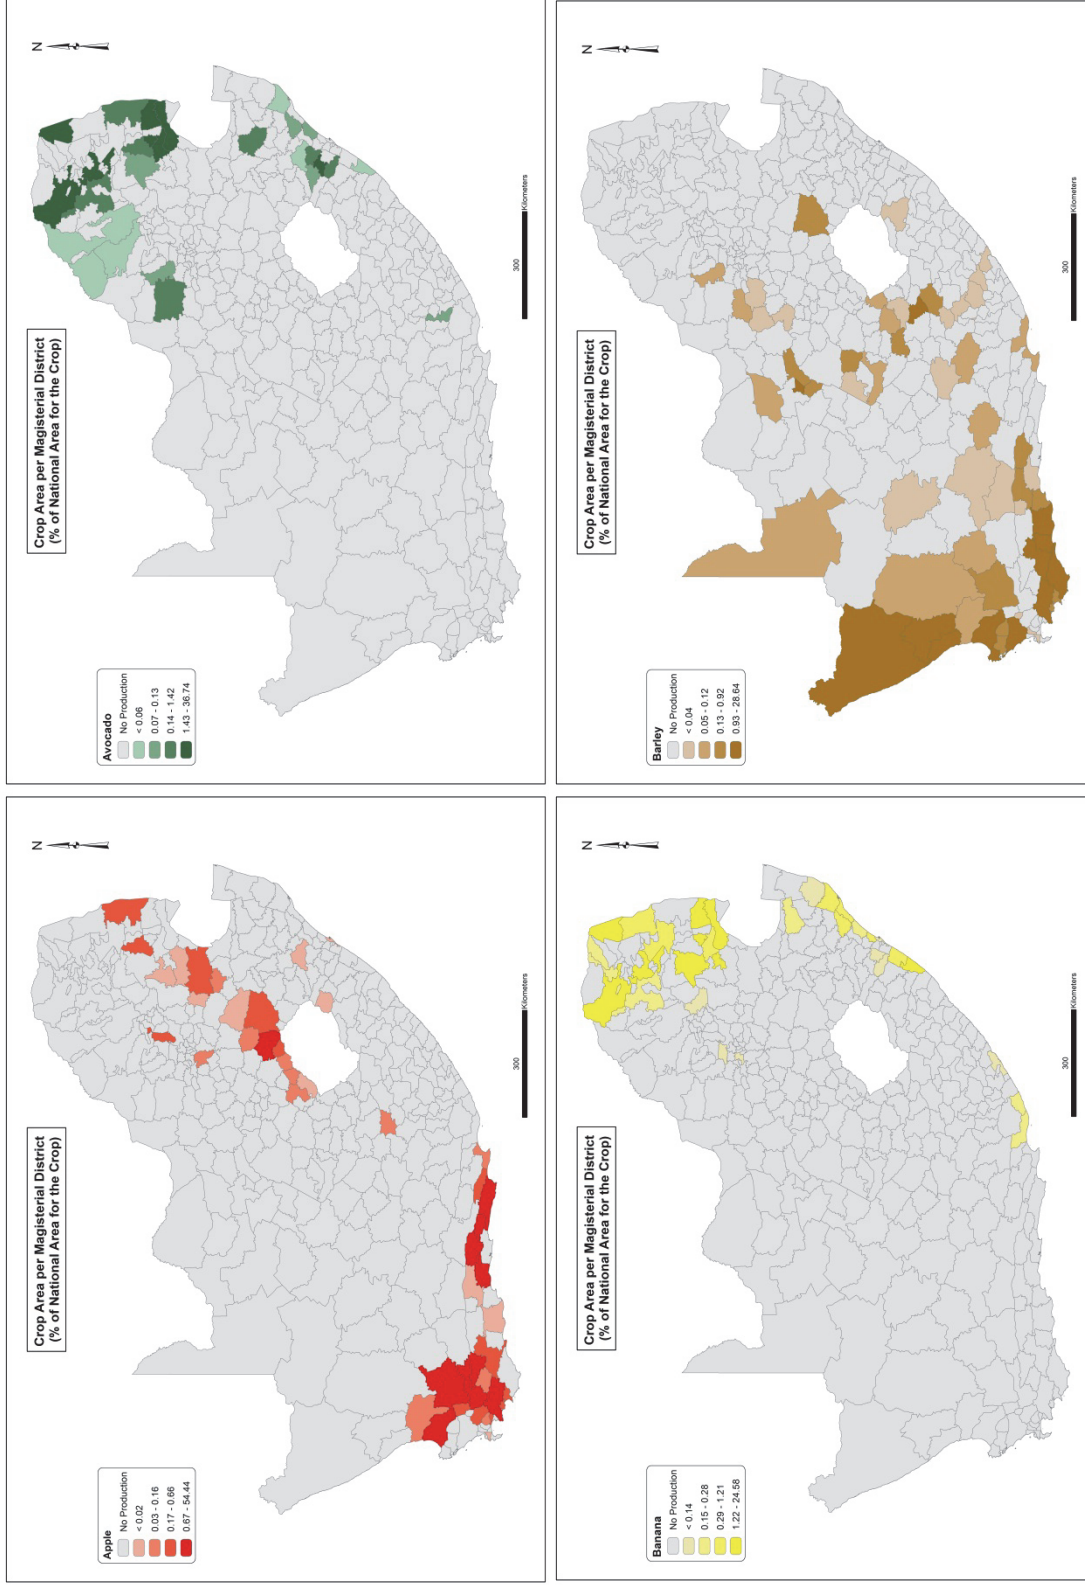 Crop Area per Magisterial District
(% of National Area for the Crop)
N
Apple
No Production
< 0.02
0.03 - 0.16
0.17 - 0.66
0.67 - 54.44
300
Kilometers
Crop Area per Magisterial District
(% of National Area for the Crop)
N
Avocado
No Production
< 0.06
0.07 - 0.13
0.14 - 1.42
1.43 - 36.74
300
Kilometers
Crop Area per Magisterial District
(% of National Area for the Crop)
N
Banana
No Production
< 0.14
0.15 - 0.28
0.29 - 1.21
1.22 - 24.58
300
Kilometers
Crop Area per Magisterial District
(% of National Area for the Crop)
N
Barley
No Production
< 0.04
0.05 - 0.12
0.13 - 0.92
0.93 - 28.64
300
Kilometers